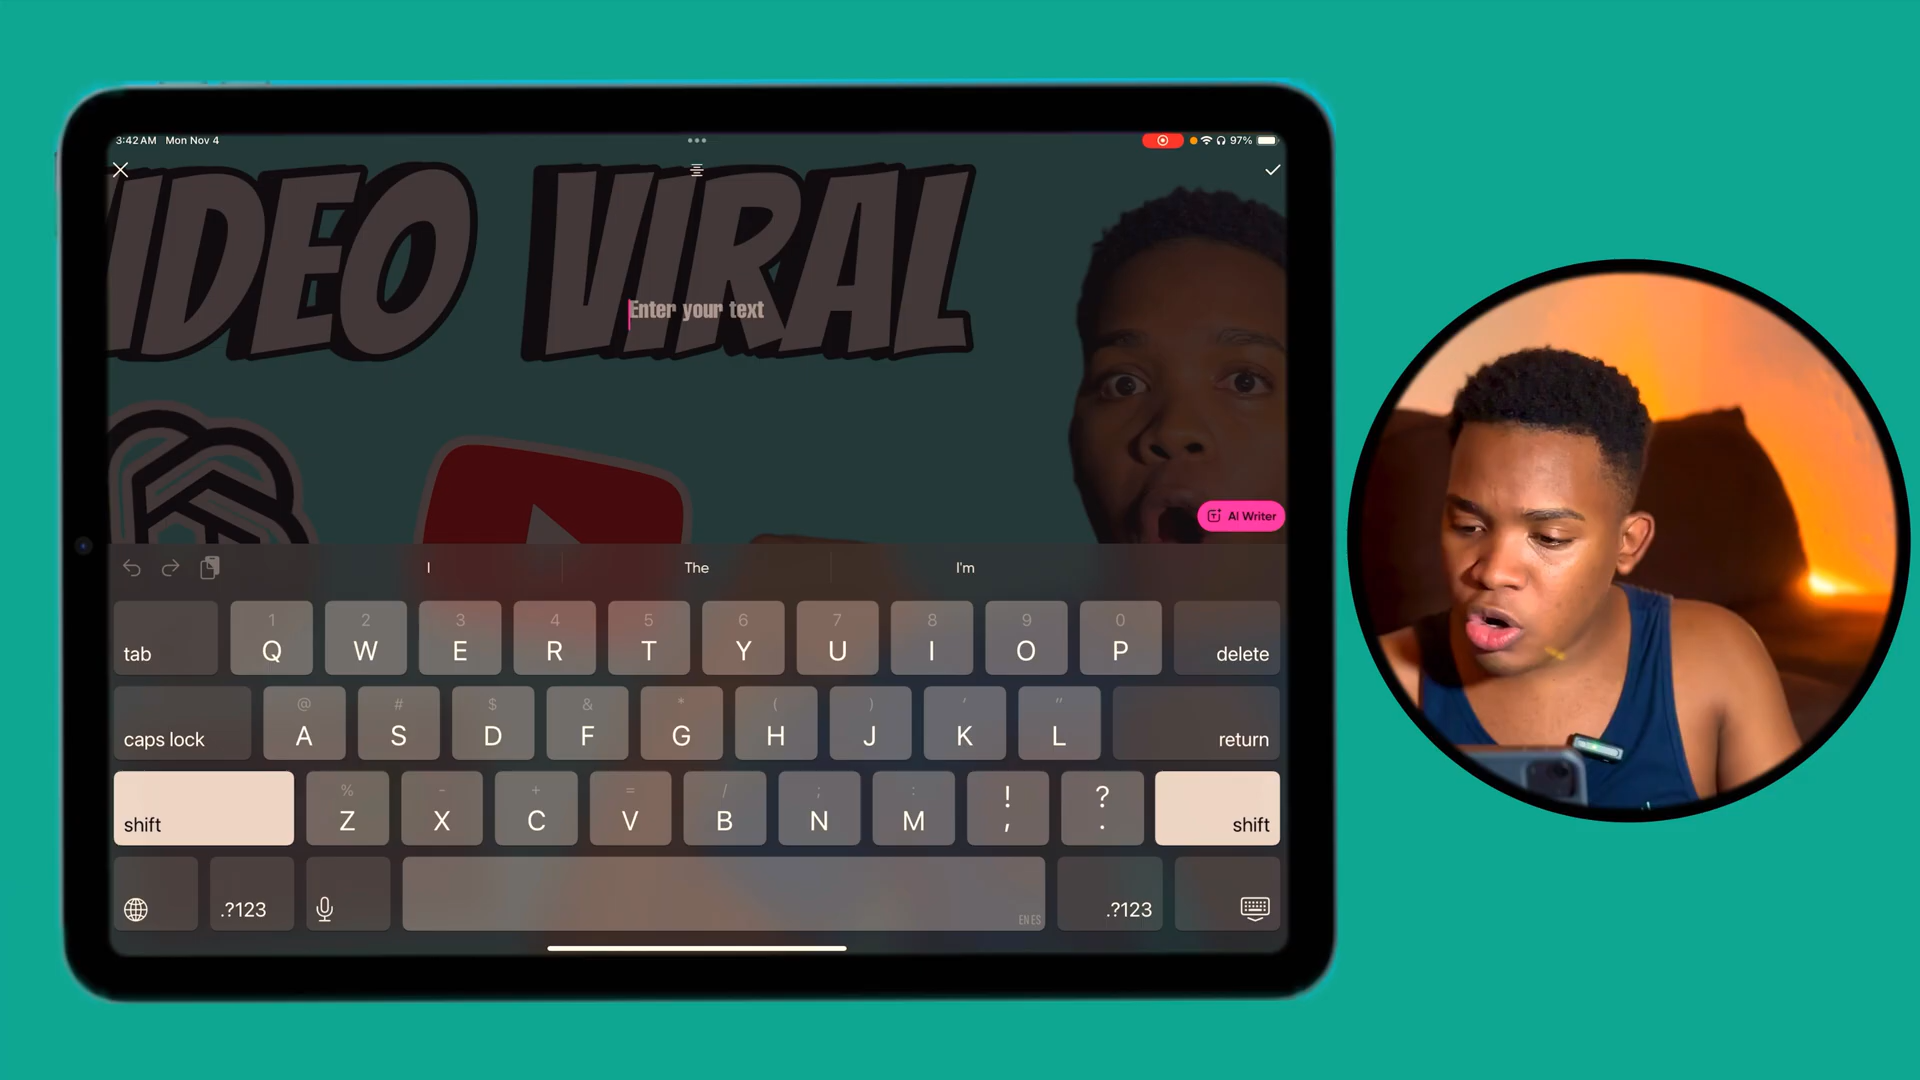 3:42 AM Mon Nov 4
97%
IDEO VIRAL
Enter your text
AI Writer
I The I'm
1 2 3 4 5 6 7 8 9 0
tab Q W E R T Y U I O P delete
@ # $ & * ( ) ' "
caps lock A S D F G H J K L return
% - + = / ; : ! ?
shift Z X C V B N M , . shift
.?123 EN ES .?123